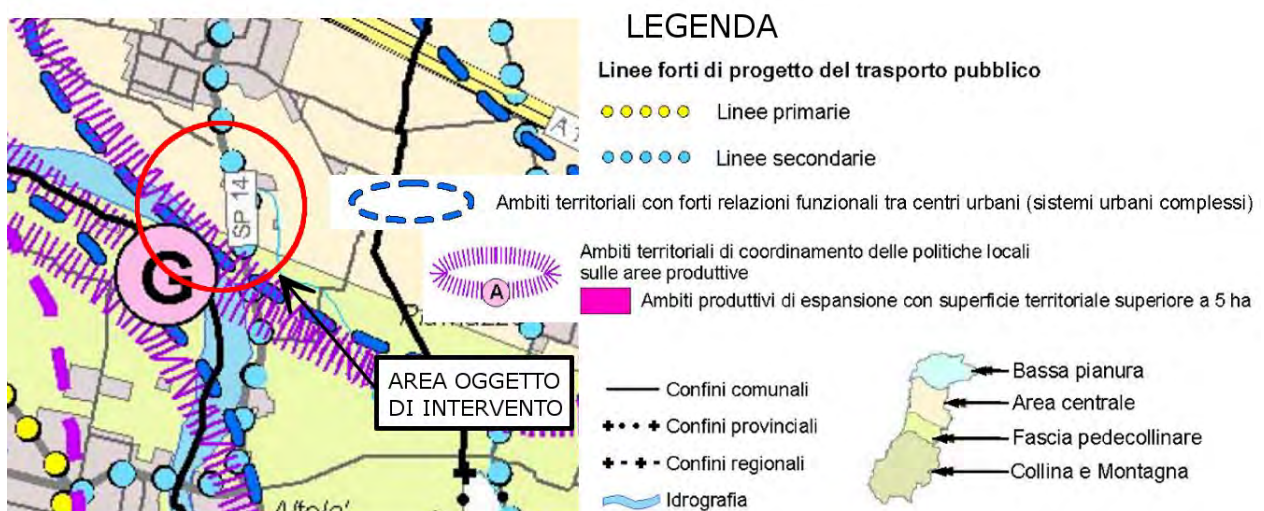 LEGENDA
Linee forti di progetto del trasporto pubblico
Linee primarie
Linee secondarie
Ambiti territoriali con forti relazioni funzionali tra centri urbani (sistemi urbani complessi)
Ambiti territoriali di coordinamento delle politiche locali
sulle aree produttive
A
Ambiti produttivi di espansione con superficie territoriale superiore a 5 ha
Confini comunali
Confini provinciali
Confini regionali
Idrografia
Bassa pianura
Area centrale
Fascia pedecollinare
Collina e Montagna
SP 14
G
AREA OGGETTO
DI INTERVENTO